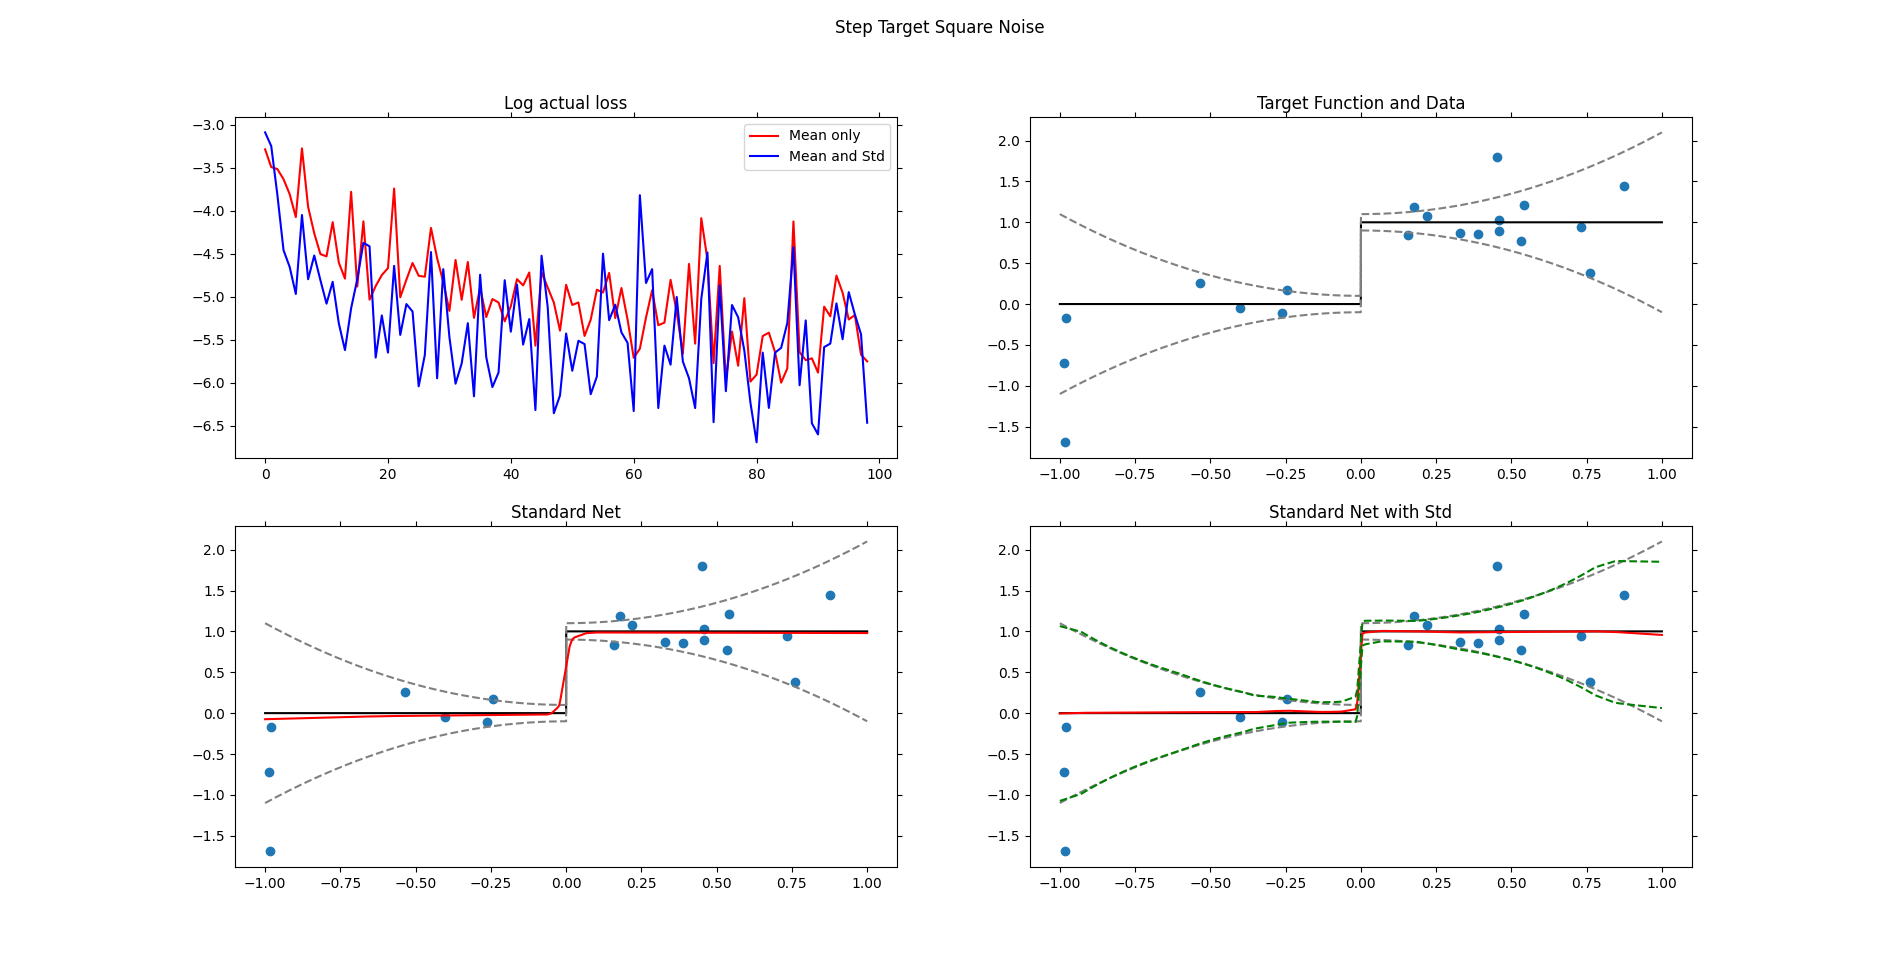 Step Target Square Noise
Log actual loss
−3.0
−3.5
−4.0
−4.5
−5.0
−5.5
−6.0
−6.5
0 20 40 60 80 100
Mean only
Mean and Std
Target Function and Data
2.0
1.5
1.0
0.5
0.0
−0.5
−1.0
−1.5
−1.00 −0.75 −0.50 −0.25 0.00 0.25 0.50 0.75 1.00
Standard Net
2.0
1.5
1.0
0.5
0.0
−0.5
−1.0
−1.5
−1.00 −0.75 −0.50 −0.25 0.00 0.25 0.50 0.75 1.00
Standard Net with Std
2.0
1.5
1.0
0.5
0.0
−0.5
−1.0
−1.5
−1.00 −0.75 −0.50 −0.25 0.00 0.25 0.50 0.75 1.00